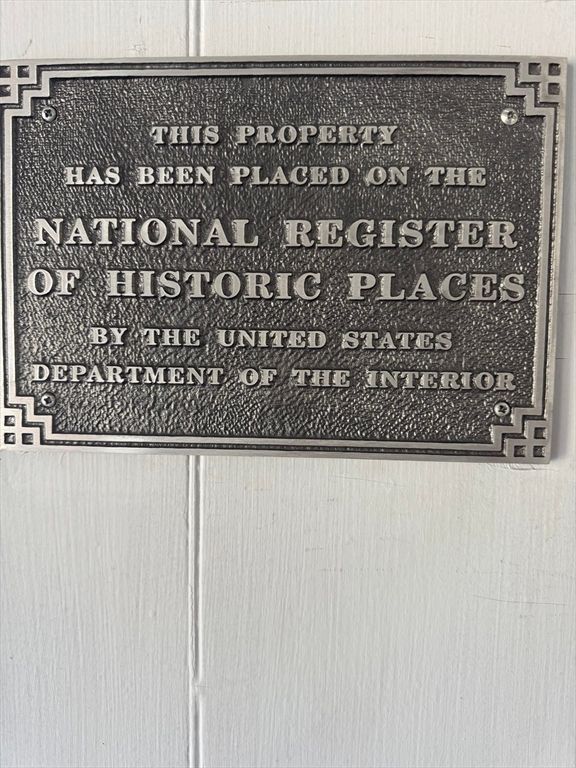 THIS PROPERTY
HAS BEEN PLACED ON THE
NATIONAL REGISTER
OF HISTORIC PLACES
BY THE UNITED STATES
DEPARTMENT OF THE INTERIOR